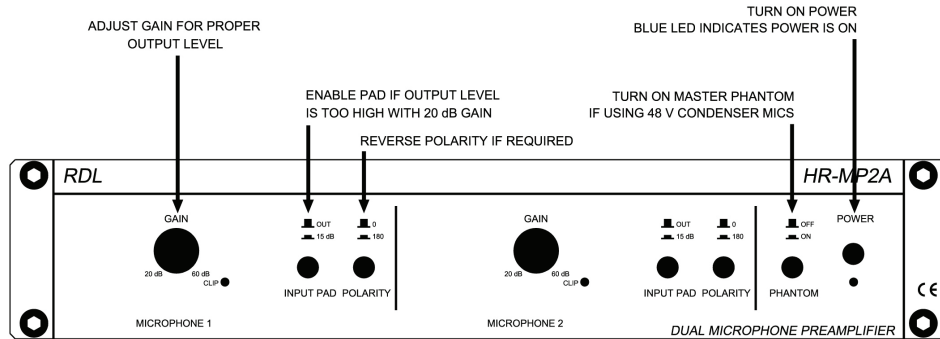 ADJUST GAIN FOR PROPER
OUTPUT LEVEL
TURN ON POWER
BLUE LED INDICATES POWER IS ON
ENABLE PAD IF OUTPUT LEVEL
IS TOO HIGH WITH 20 dB GAIN
TURN ON MASTER PHANTOM
IF USING 48 V CONDENSER MICS
REVERSE POLARITY IF REQUIRED
RDL
HR-MP2A
GAIN
20 dB
60 dB
CLIP
OUT
15 dB
INPUT PAD
0
180
POLARITY
MICROPHONE 1
GAIN
20 dB
60 dB
CLIP
OUT
15 dB
INPUT PAD
0
180
POLARITY
MICROPHONE 2
OFF
ON
PHANTOM
POWER
CE
DUAL MICROPHONE PREAMPLIFIER